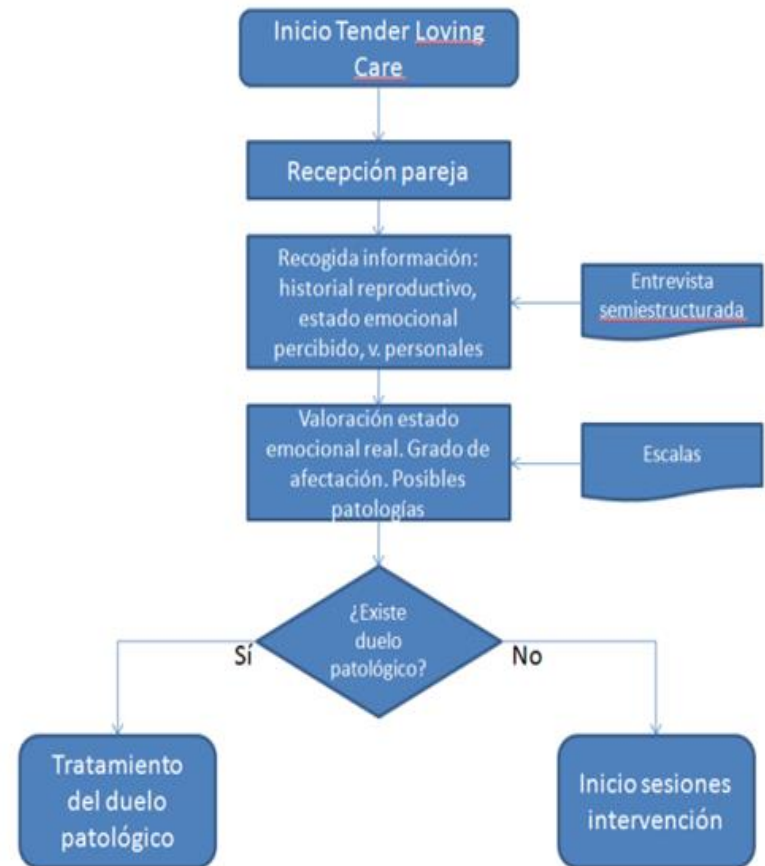 Inicio Tender Loving
Care
Recepción pareja
Recogida información:
historial reproductivo,
estado emocional
percibido, v. personales
Entrevista
semiestructurada
Valoración estado
emocional real. Grado de
afectación. Posibles
patologías
Escalas
¿Existe
duelo
patológico?
Sí
No
Tratamiento
del duelo
patológico
Inicio sesiones
intervención